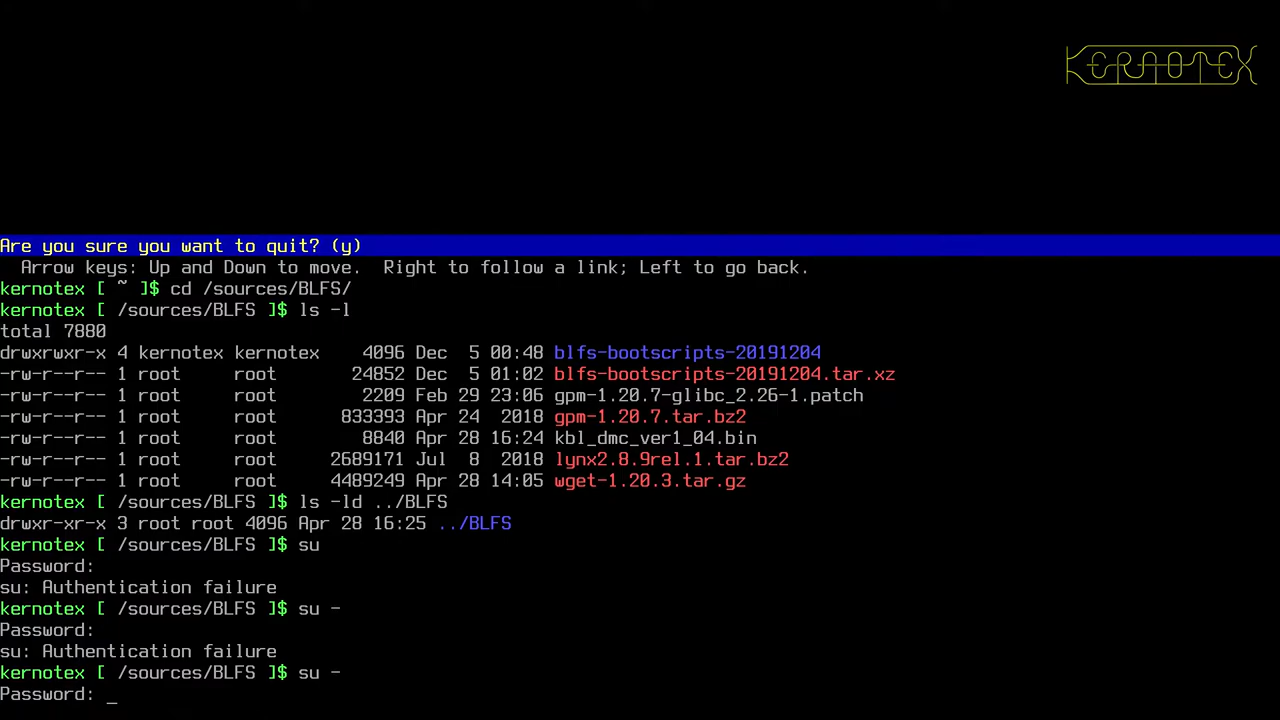 KERNOTEX
Are you sure you want to quit? (y)
  Arrow keys: Up and Down to move.  Right to follow a link; Left to go back.
kernotex [ ~ ]$ cd /sources/BLFS/
kernotex [ /sources/BLFS ]$ ls -l
total 7880
drwxrwxr-x 4 kernotex kernotex    4096 Dec  5 00:48 blfs-bootscripts-20191204
-rw-r--r-- 1 root     root       24852 Dec  5 01:02 blfs-bootscripts-20191204.tar.xz
-rw-r--r-- 1 root     root        2209 Feb 29 23:06 gpm-1.20.7-glibc_2.26-1.patch
-rw-r--r-- 1 root     root      833393 Apr 24  2018 gpm-1.20.7.tar.bz2
-rw-r--r-- 1 root     root        8840 Apr 28 16:24 kbl_dmc_ver1_04.bin
-rw-r--r-- 1 root     root     2689171 Jul  8  2018 lynx2.8.9rel.1.tar.bz2
-rw-r--r-- 1 root     root     4489249 Apr 28 14:05 wget-1.20.3.tar.gz
kernotex [ /sources/BLFS ]$ ls -ld ../BLFS
drwxr-xr-x 3 root root 4096 Apr 28 16:25 ../BLFS
kernotex [ /sources/BLFS ]$ su
Password:
su: Authentication failure
kernotex [ /sources/BLFS ]$ su -
Password:
su: Authentication failure
kernotex [ /sources/BLFS ]$ su -
Password: _